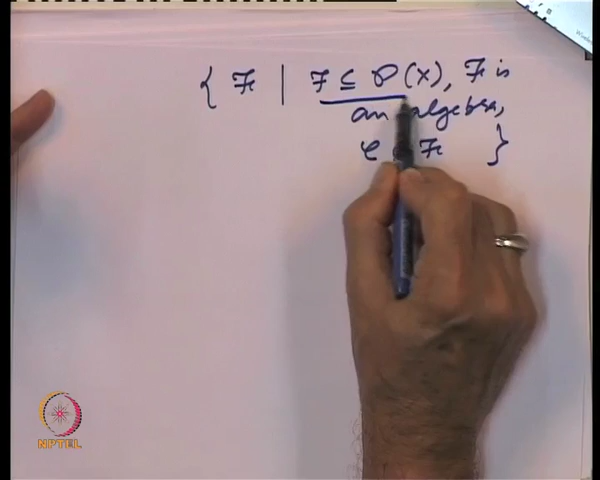 { 𝓕 | 𝓕 ⊆ 𝒫(X), 𝓕 is
an algebra,
𝒞 𝓕 }
NPTEL